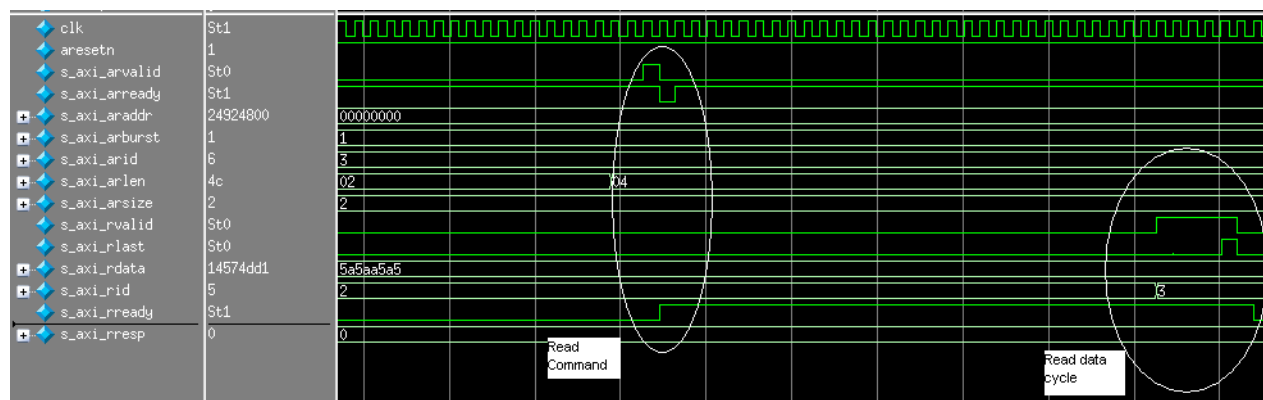 clk St1
aresetn 1
s_axi_arvalid St0
s_axi_arready St1
s_axi_araddr 24924800 00000000
s_axi_arburst 1 1
s_axi_arid 6 3
s_axi_arlen 4c 02 04
s_axi_arsize 2 2
s_axi_rvalid St0
s_axi_rlast St0
s_axi_rdata 14574dd1 5a5aa5a5
s_axi_rid 5 2 3
s_axi_rready St1
s_axi_rresp 0 0
Read
Command
Read data
cycle